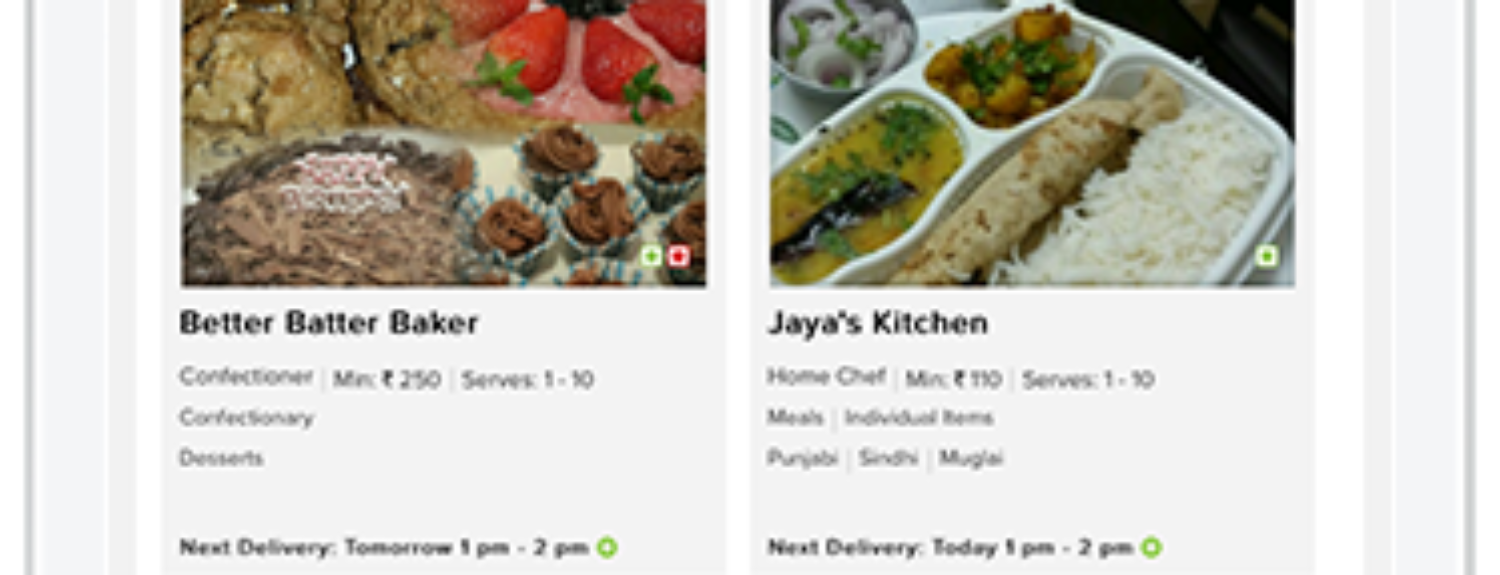 Better Batter Baker
Confectioner | Min: ₹ 250 | Serves: 1 - 10
Confectionary
Desserts
Next Delivery: Tomorrow 1 pm - 2 pm
Jaya's Kitchen
Home Chef | Min: ₹ 110 | Serves: 1 - 10
Meals | Individual Items
Punjabi | Sindhi | Muglai
Next Delivery: Today 1 pm - 2 pm